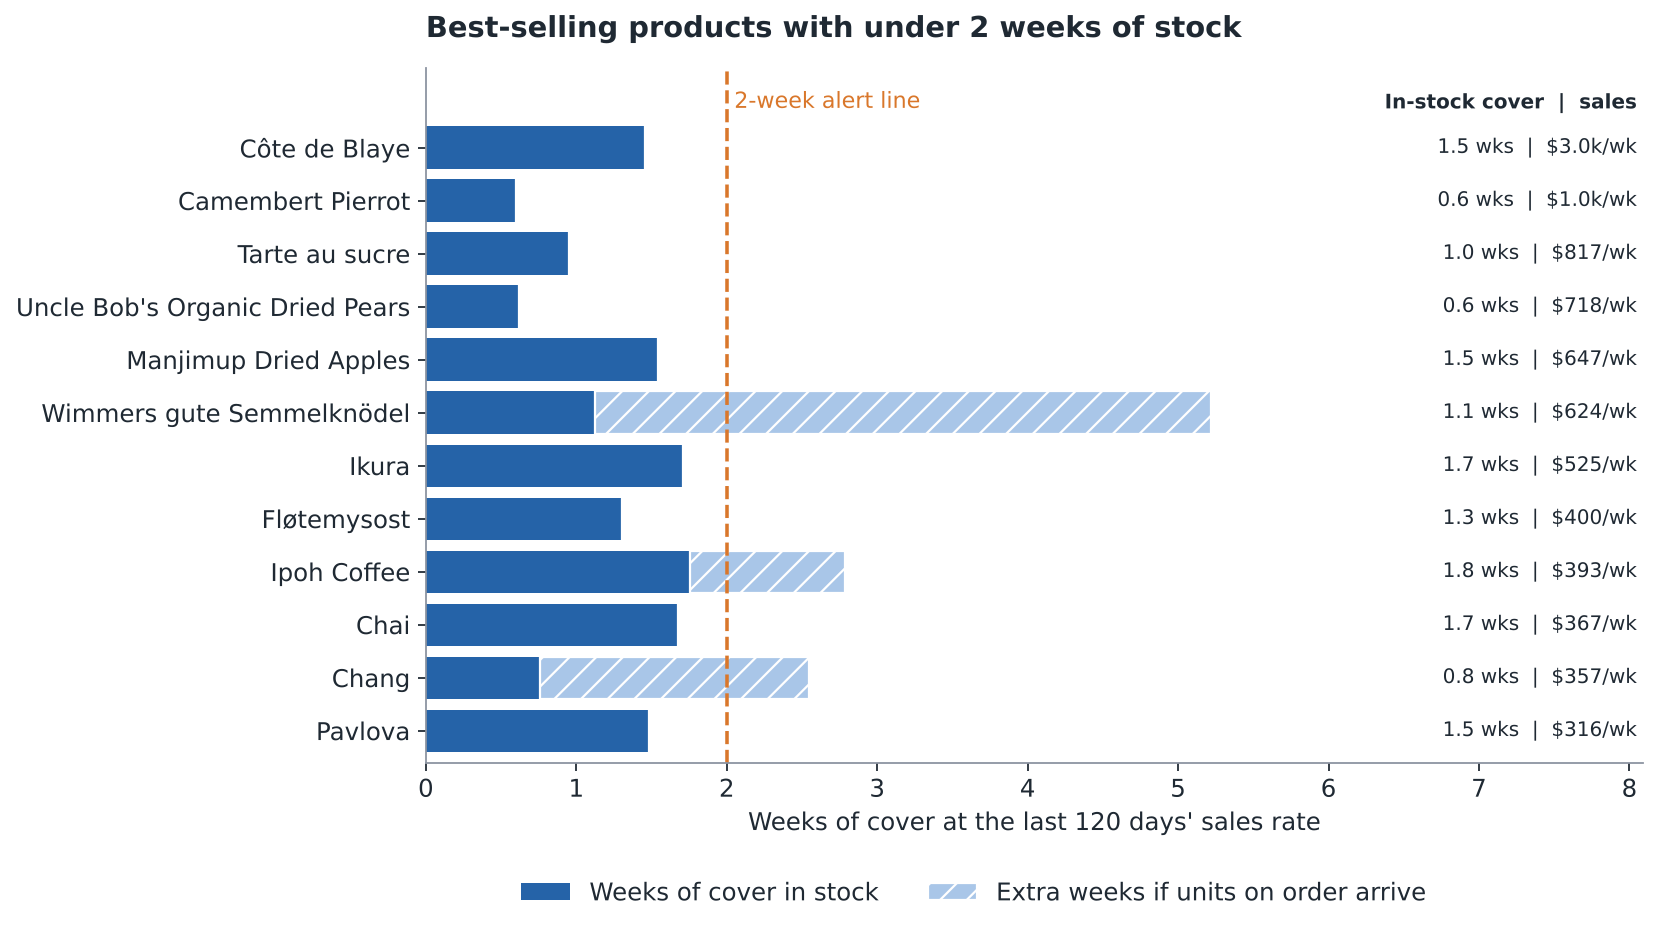 Best-selling products with under 2 weeks of stock
2-week alert line
In-stock cover | sales
Côte de Blaye 1.5 wks | $3.0k/wk
Camembert Pierrot 0.6 wks | $1.0k/wk
Tarte au sucre 1.0 wks | $817/wk
Uncle Bob's Organic Dried Pears 0.6 wks | $718/wk
Manjimup Dried Apples 1.5 wks | $647/wk
Wimmers gute Semmelknödel 1.1 wks | $624/wk
Ikura 1.7 wks | $525/wk
Fløtemysost 1.3 wks | $400/wk
Ipoh Coffee 1.8 wks | $393/wk
Chai 1.7 wks | $367/wk
Chang 0.8 wks | $357/wk
Pavlova 1.5 wks | $316/wk
0 1 2 3 4 5 6 7 8
Weeks of cover at the last 120 days' sales rate
Weeks of cover in stock
Extra weeks if units on order arrive